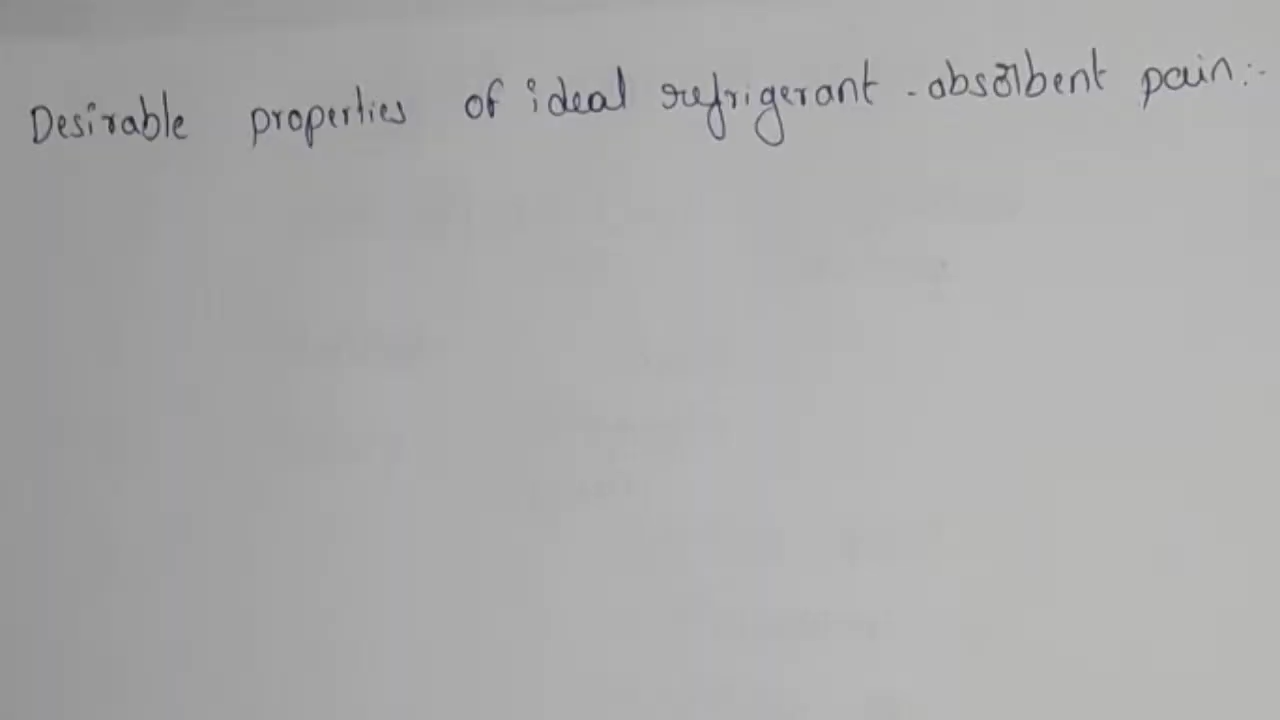 Desirable properties of ideal refrigerant - absorbent pair:-